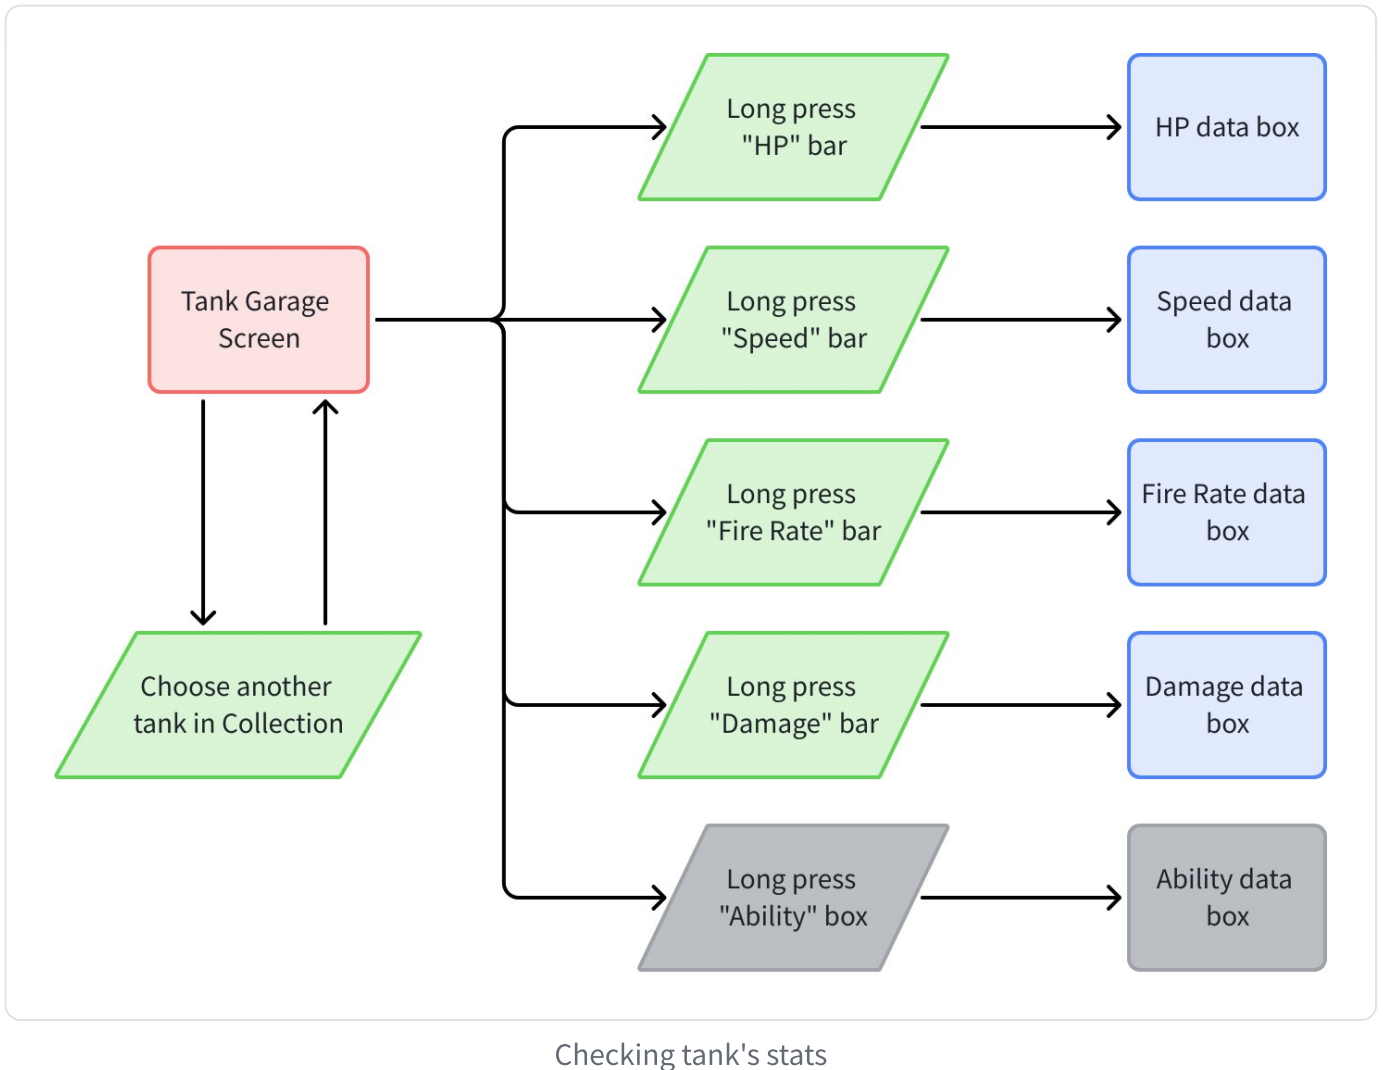 Long press
"HP" bar
HP data box
Tank Garage
Screen
Long press
"Speed" bar
Speed data
box
Long press
"Fire Rate" bar
Fire Rate data
box
Choose another
tank in Collection
Long press
"Damage" bar
Damage data
box
Long press
"Ability" box
Ability data
box
Checking tank's stats